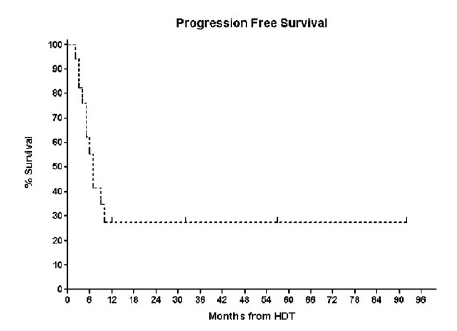 Progression Free Survival
100
90
80
70
60
50
40
30
20
10
0
% Survival
0 6 12 18 24 30 36 42 48 54 60 66 72 78 84 90 96
Months from HDT